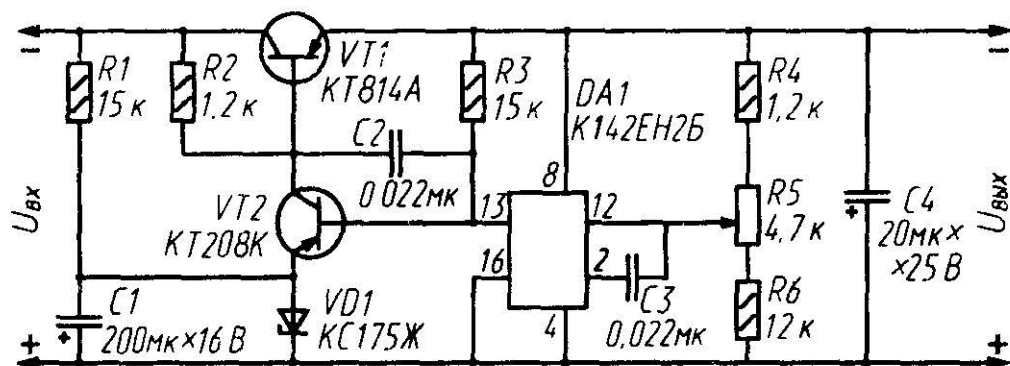 −
−
R1
15 к
R2
1,2 к
VT1
КТ814А
R3
15 к
DA1
К142ЕН2Б
R4
1,2 к
C2
0,022мк
8
13
12
16
2
4
R5
4,7 к
C4
20мк×
×25 В
Uвх
Uвых
VT2
КТ208К
C1
200мк×16 В
+
VD1
КС175Ж
C3
0,022мк
R6
12 к
+
+
+